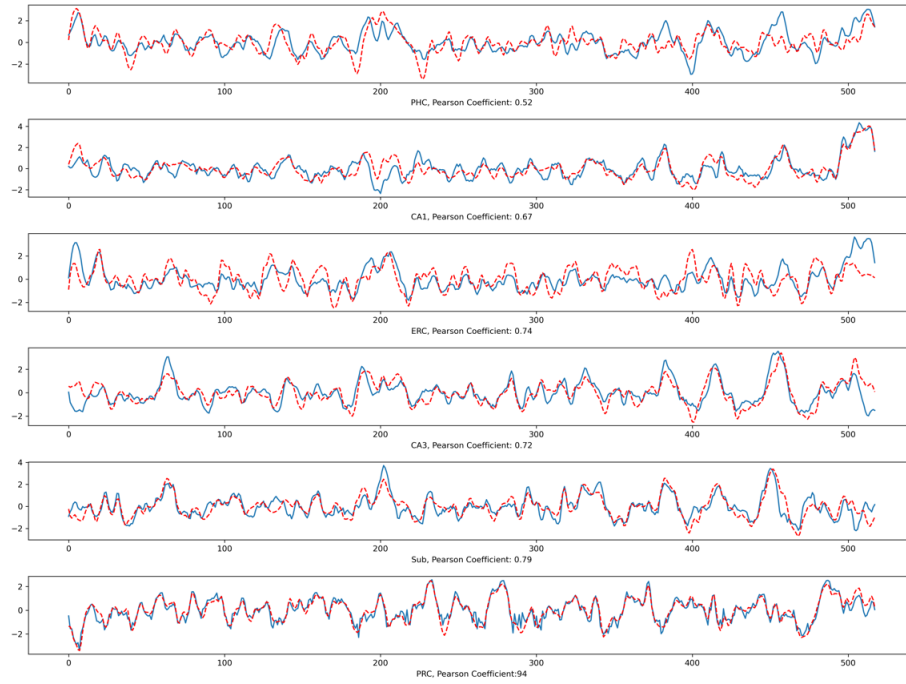 2
0
−2
0 100 200 300 400 500
PHC, Pearson Coefficient: 0.52
4
2
0
−2
0 100 200 300 400 500
CA1, Pearson Coefficient: 0.67
2
0
−2
0 100 200 300 400 500
ERC, Pearson Coefficient: 0.74
2
0
−2
0 100 200 300 400 500
CA3, Pearson Coefficient: 0.72
4
2
0
−2
0 100 200 300 400 500
Sub, Pearson Coefficient: 0.79
2
0
−2
0 100 200 300 400 500
PRC, Pearson Coefficient:94